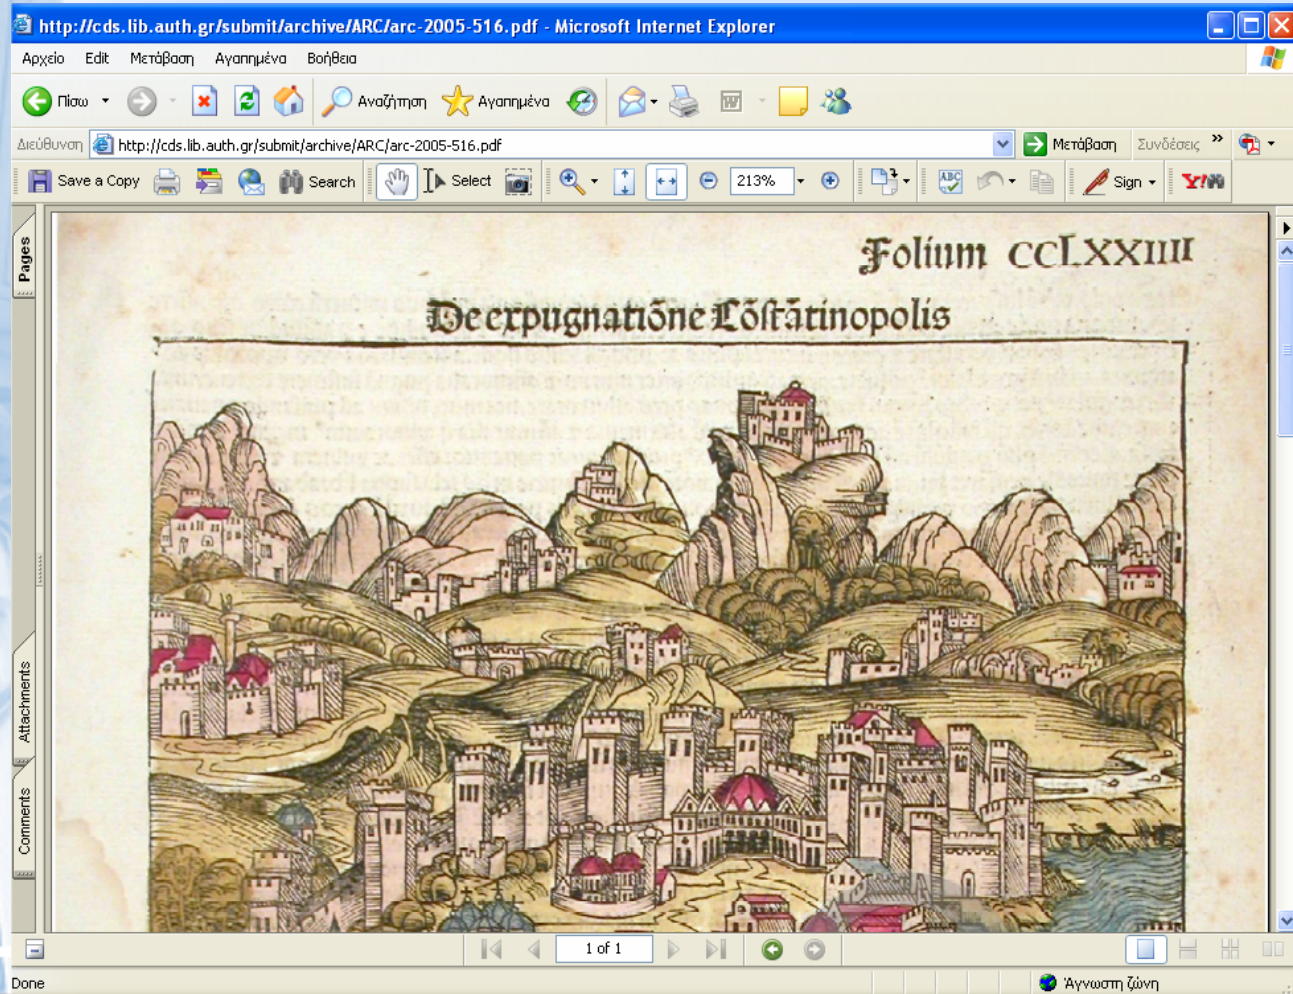 http://cds.lib.auth.gr/submit/archive/ARC/arc-2005-516.pdf - Microsoft Internet Explorer
Αρχείο Edit Μετάβαση Αγαπημένα Βοήθεια
Πίσω Αναζήτηση Αγαπημένα
Διεύθυνση http://cds.lib.auth.gr/submit/archive/ARC/arc-2005-516.pdf Μετάβαση Συνδέσεις »
Save a Copy Search Select 213% Sign Y!
Pages
Folium CCLXXIIII
De expugnatione Cōstātinopolis
Attachments
Comments
1 of 1
Done Άγνωστη ζώνη